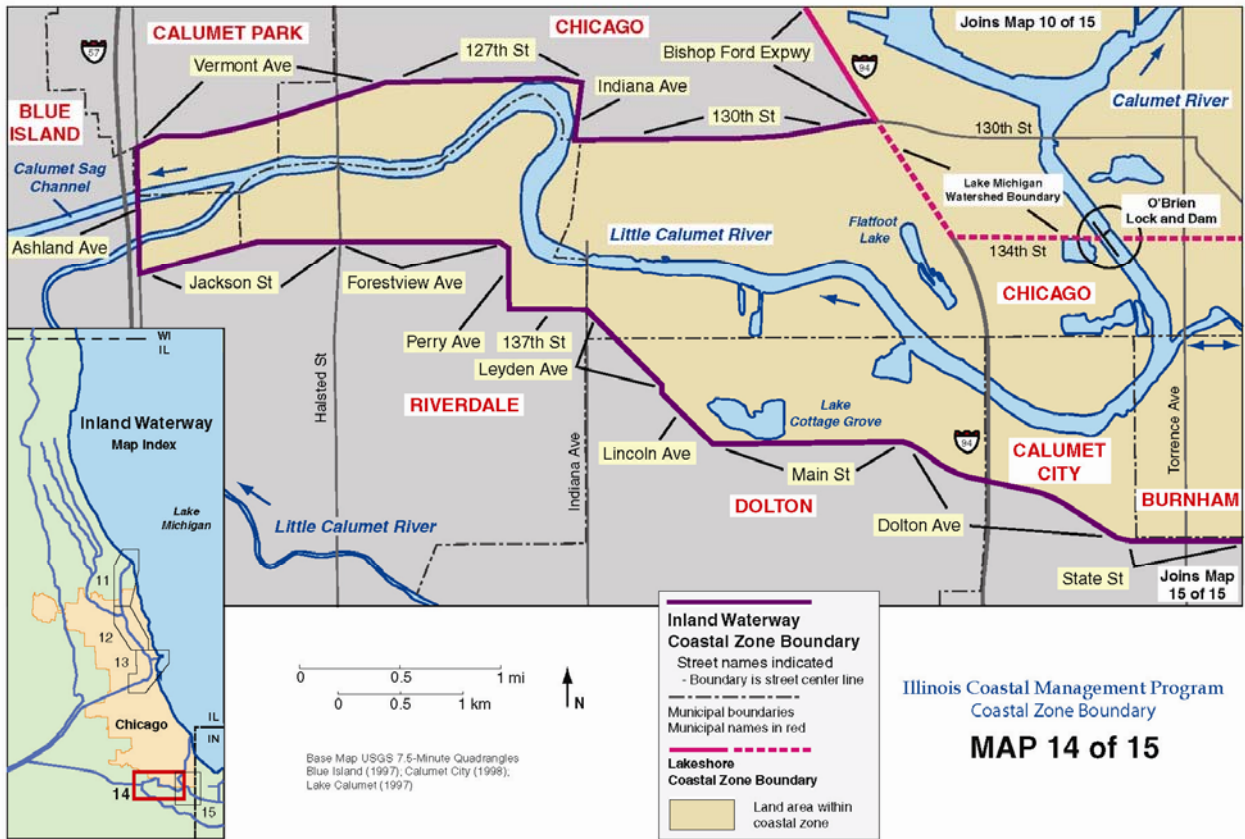 CALUMET PARK
CHICAGO
Joins Map 10 of 15
57
127th St
Bishop Ford Expwy
Vermont Ave
94
Indiana Ave
Calumet River
BLUE
ISLAND
130th St
130th St
Calumet Sag
Channel
Lake Michigan
Watershed Boundary
O'Brien
Lock and Dam
Ashland Ave
Little Calumet River
Flatfoot
Lake
134th St
Jackson St
Forestview Ave
CHICAGO
Perry Ave
137th St
Leyden Ave
Halsted St
RIVERDALE
Indiana Ave
Lake
Cottage Grove
94
Torrence Ave
Lincoln Ave
Main St
CALUMET
CITY
BURNHAM
DOLTON
Dolton Ave
Little Calumet River
State St
Joins Map
15 of 15
WI
IL
Inland Waterway
Map Index
Lake
Michigan
11
12
13
Chicago
IL
IN
14
15
0 0.5 1 mi
0 0.5 1 km
N
Base Map USGS 7.5-Minute Quadrangles
Blue Island (1997); Calumet City (1998);
Lake Calumet (1997)
Inland Waterway
Coastal Zone Boundary
Street names indicated
- Boundary is street center line
Municipal boundaries
Municipal names in red
Lakeshore
Coastal Zone Boundary
Land area within
coastal zone
Illinois Coastal Management Program
Coastal Zone Boundary
MAP 14 of 15